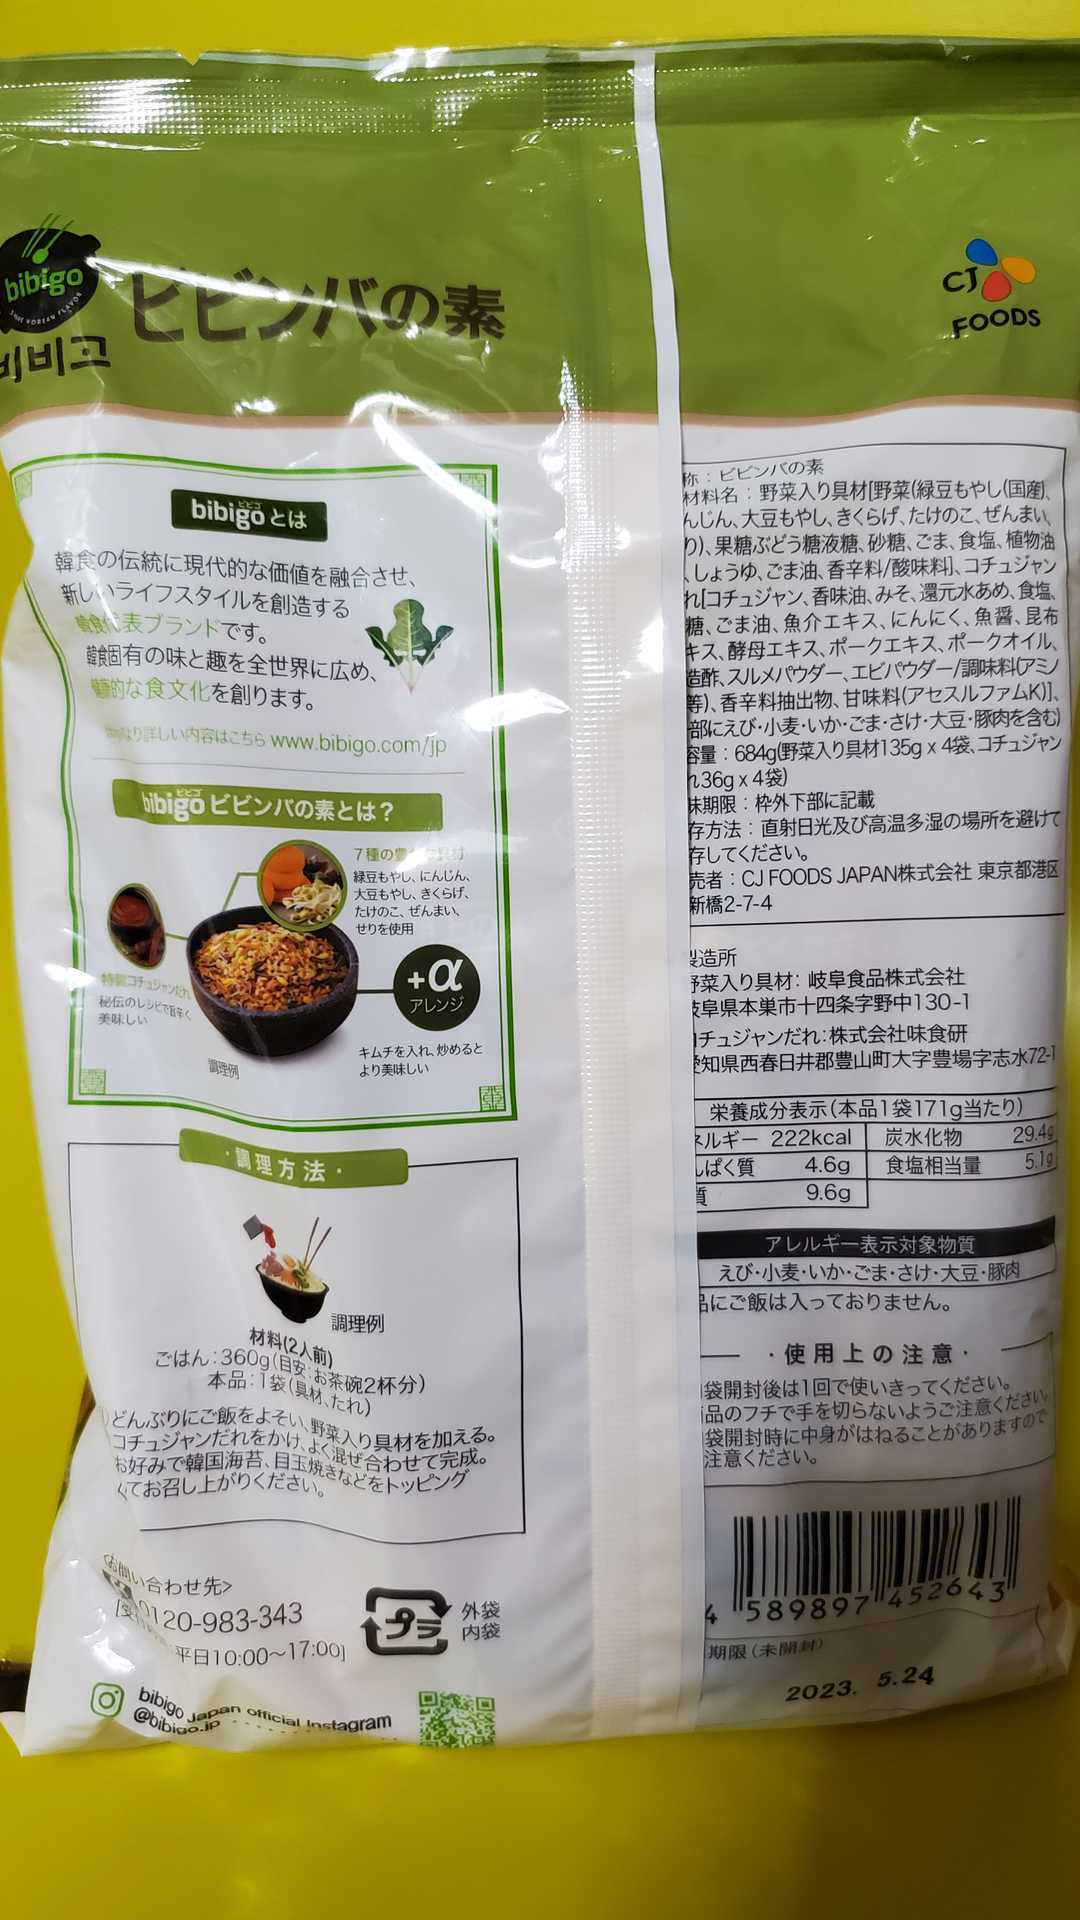 bibigo
비비고
ビビンバの素
CJ
FOODS
bibigoとは
ビビゴ
韓食の伝統に現代的な価値を融合させ、
新しいライフスタイルを創造する
韓食代表ブランドです。
韓食固有の味と趣を全世界に広め、
健康的な食文化を創ります。
より詳しい内容はこちら www.bibigo.com/jp
ビビゴ
bibigo ビビンバの素とは?
7種の豊かな具材
緑豆もやし、にんじん、
大豆もやし、きくらげ、
たけのこ、ぜんまい、
せりを使用
特製コチュジャンだれ
秘伝のレシピで旨辛く
美味しい
+α
アレンジ
キムチを入れ、炒めると
より美味しい
調理例
・調理方法・
調理例
材料(2人前)
ごはん:360g(目安:お茶碗2杯分)
本品:1袋(具材、たれ)
どんぶりにご飯をよそい、野菜入り具材を加える。
コチュジャンだれをかけ、よく混ぜ合わせて完成。
お好みで韓国海苔、目玉焼きなどをトッピング
してお召し上がりください。
お問い合わせ先>
0120-983-343
平日10:00～17:00]
プラ
外袋
内袋
bibigo Japan official Instagram
@bibigo.jp
称:ビビンバの素
材料名:野菜入り具材[野菜(緑豆もやし(国産)、
んじん、大豆もやし、きくらげ、たけのこ、ぜんまい、
り)、果糖ぶどう糖液糖、砂糖、ごま、食塩、植物油
、しょうゆ、ごま油、香辛料/酸味料]、コチュジャン
れ[コチュジャン、香味油、みそ、還元水あめ、食塩、
糖、ごま油、魚介エキス、にんにく、魚醤、昆布
キス、酵母エキス、ポークエキス、ポークオイル、
造酢、スルメパウダー、エビパウダー/調味料(アミノ
等)、香辛料抽出物、甘味料(アセスルファムK)]、
部にえび・小麦・いか・ごま・さけ・大豆・豚肉を含む)
容量:684g(野菜入り具材135g x 4袋、コチュジャン
れ36g x 4袋)
味期限:枠外下部に記載
存方法:直射日光及び高温多湿の場所を避けて
存してください。
売者:CJ FOODS JAPAN株式会社 東京都港区
新橋2-7-4
製造所
野菜入り具材:岐阜食品株式会社
岐阜県本巣市十四条字野中130-1
コチュジャンだれ:株式会社味食研
愛知県西春日井郡豊山町大字豊場字志水72-1
栄養成分表示(本品1袋171g当たり)
ネルギー 222kcal 炭水化物 29.4g
んぱく質 4.6g 食塩相当量 5.1g
質 9.6g
アレルギー表示対象物質
えび・小麦・いか・ごま・さけ・大豆・豚肉
品にご飯は入っておりません。
・使用上の注意・
袋開封後は1回で使いきってください。
品のフチで手を切らないようご注意ください。
袋開封時に中身がはねることがありますので
注意ください。
4 589897 452643
期限(未開封)
2023. 5.24